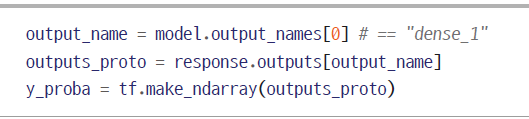 output_name = model.output_names[0] # == "dense_1"
outputs_proto = response.outputs[output_name]
y_proba = tf.make_ndarray(outputs_proto)